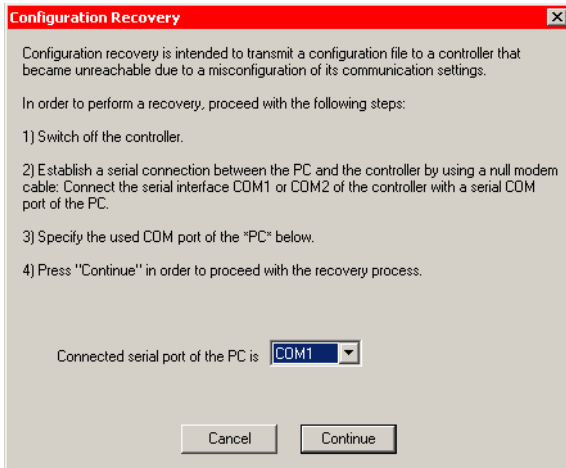 Configuration Recovery
Configuration recovery is intended to transmit a configuration file to a controller that
became unreachable due to a misconfiguration of its communication settings.
In order to perform a recovery, proceed with the following steps:
1) Switch off the controller.
2) Establish a serial connection between the PC and the controller by using a null modem
cable: Connect the serial interface COM1 or COM2 of the controller with a serial COM
port of the PC.
3) Specify the used COM port of the *PC* below.
4) Press "Continue" in order to proceed with the recovery process.
Connected serial port of the PC is COM1
Cancel Continue